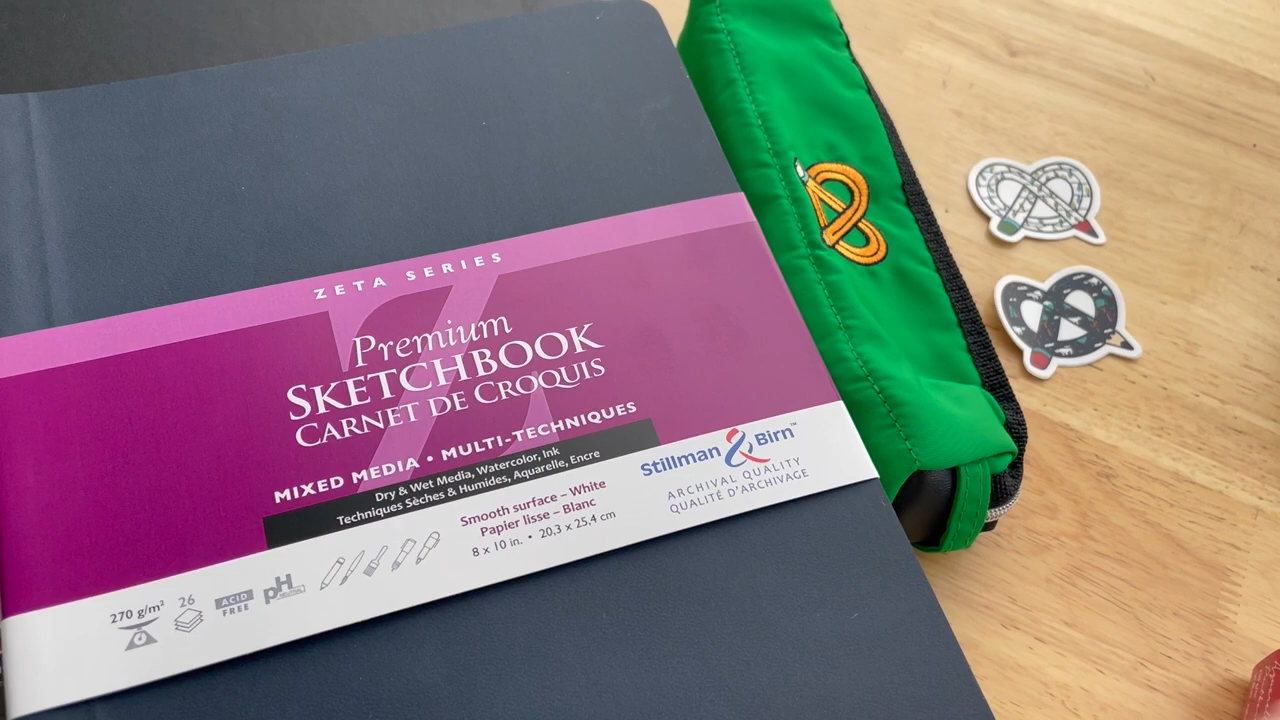 ZETA SERIES
Z
Premium
SKETCHBOOK
CARNET DE CROQUIS
MIXED MEDIA • MULTI-TECHNIQUES
Dry & Wet Media, Watercolor, Ink
Techniques Sèches & Humides, Aquarelle, Encre
Smooth surface – White
Papier lisse – Blanc
8 x 10 in. • 20,3 x 25,4 cm
Stillman & Birn™
ARCHIVAL QUALITY
QUALITÉ D'ARCHIVAGE
270 g/m²
26
ACID
FREE
pH